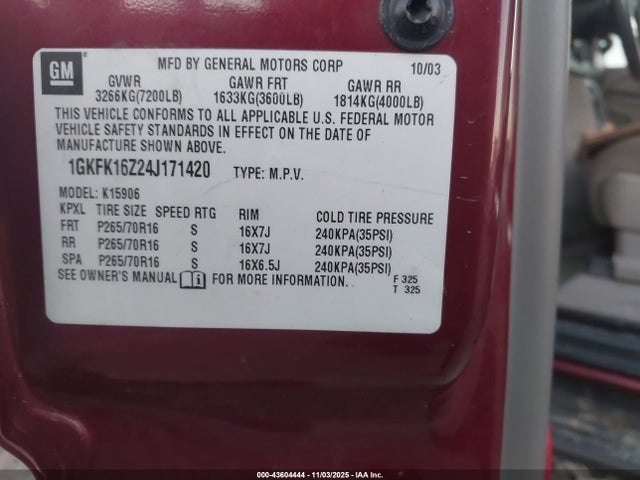 GM
MFD BY GENERAL MOTORS CORP 10/03
GVWR GAWR FRT GAWR RR
3266KG(7200LB) 1633KG(3600LB) 1814KG(4000LB)
THIS VEHICLE CONFORMS TO ALL APPLICABLE U.S. FEDERAL MOTOR
VEHICLE SAFETY STANDARDS IN EFFECT ON THE DATE OF
MANUFACTURE SHOWN ABOVE.
1GKFK16Z24J171420 TYPE: M.P.V.
MODEL: K15906
KPXL TIRE SIZE SPEED RTG RIM COLD TIRE PRESSURE
FRT P265/70R16 S 16X7J 240KPA(35PSI)
RR P265/70R16 S 16X7J 240KPA(35PSI)
SPA P265/70R16 S 16X6.5J 240KPA(35PSI)
SEE OWNER'S MANUAL FOR MORE INFORMATION. F 325
T 325
000-43604444 - 11/03/2025 - IAA Inc.